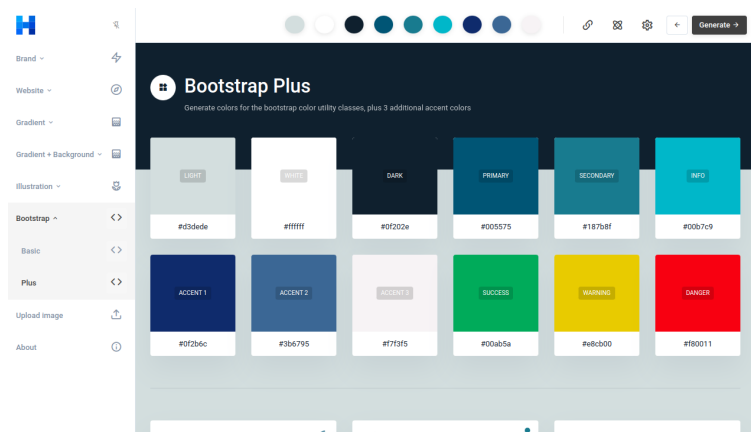 Generate →
Brand
Website
Gradient
Gradient + Background
Illustration
Bootstrap
Basic
Plus
Upload image
About
Bootstrap Plus
Generate colors for the bootstrap color utility classes, plus 3 additional accent colors
LIGHT
WHITE
DARK
PRIMARY
SECONDARY
INFO
#d3dede
#ffffff
#0f202e
#005575
#187b8f
#00b7c9
ACCENT 1
ACCENT 2
ACCENT 3
SUCCESS
WARNING
DANGER
#0f2b6c
#3b6795
#f7f3f5
#00ab5a
#e8cb00
#f80011